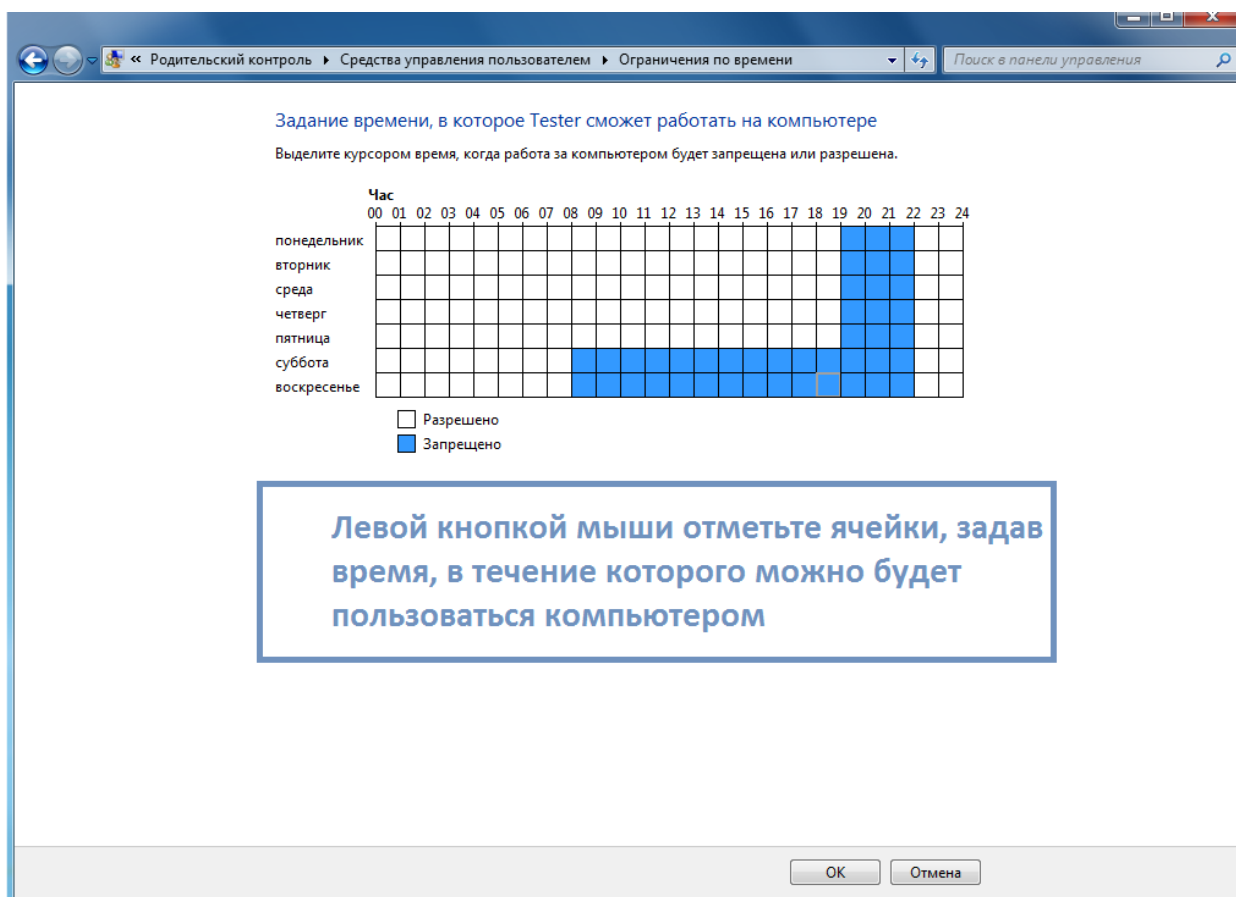 « Родительский контроль ▸ Средства управления пользователем ▸ Ограничения по времени
Поиск в панели управления
Задание времени, в которое Tester сможет работать на компьютере
Выделите курсором время, когда работа за компьютером будет запрещена или разрешена.
Час
00 01 02 03 04 05 06 07 08 09 10 11 12 13 14 15 16 17 18 19 20 21 22 23 24
понедельник
вторник
среда
четверг
пятница
суббота
воскресенье
Разрешено
Запрещено
Левой кнопкой мыши отметьте ячейки, задав
время, в течение которого можно будет
пользоваться компьютером
ОК Отмена